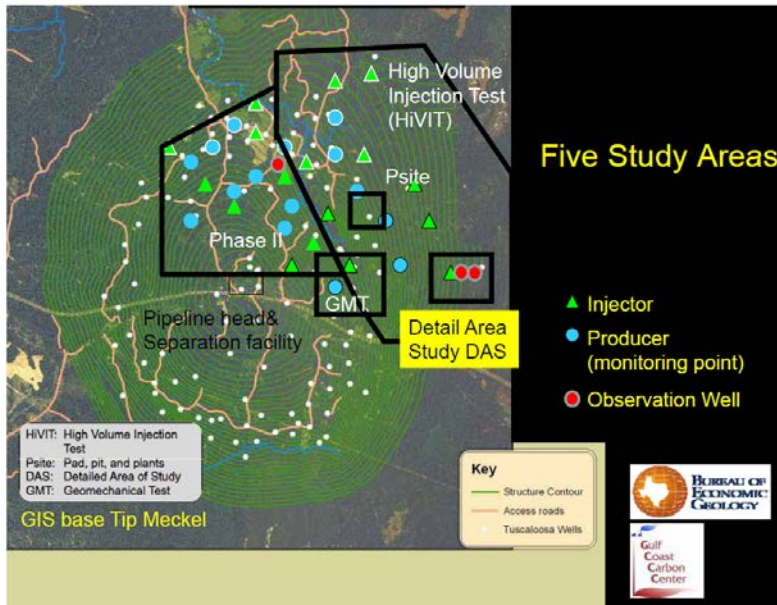 High Volume
Injection Test
(HiVIT)
Five Study Areas
Psite
Phase II
GMT
Pipeline head&
Separation facility
Detail Area
Study DAS
Injector
Producer
(monitoring point)
Observation Well
HiVIT: High Volume Injection
Test
Psite: Pad, pit, and plants
DAS: Detailed Area of Study
GMT: Geomechanical Test
GIS base Tip Meckel
Key
Structure Contour
Access roads
Tuscaloosa Wells
BUREAU OF
ECONOMIC
GEOLOGY
Gulf
Coast
Carbon
Center